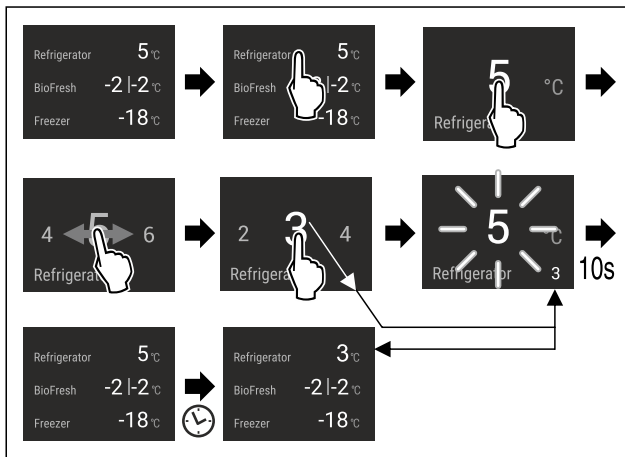 Refrigerator 5 °C
BioFresh -2 |-2 °C
Freezer -18 °C
Refrigerator 5 °C
BioFresh |-2 °C
Freezer -18 °C
5 °C
Refrigerator
4 5 6
Refrigerator
2 3 4
Refrigera
5 °C
Refrigerator 3
10s
Refrigerator 5 °C
BioFresh -2 |-2 °C
Freezer -18 °C
Refrigerator 3 °C
BioFresh -2 |-2 °C
Freezer -18 °C